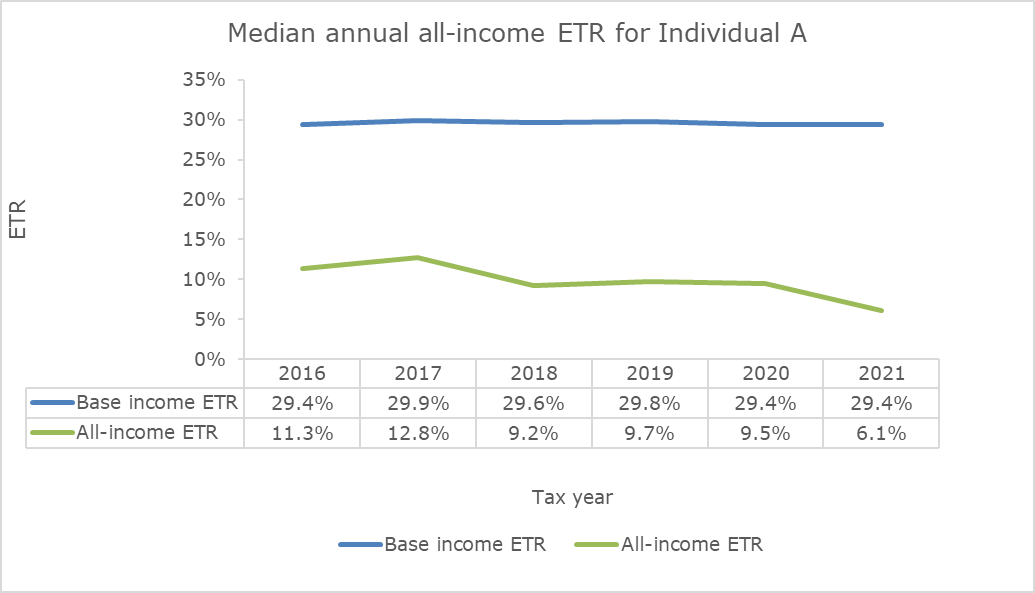 Median annual all-income ETR for Individual A
35%
30%
25%
20%
15%
10%
5%
0%
ETR
2016 2017 2018 2019 2020 2021
Base income ETR 29.4% 29.9% 29.6% 29.8% 29.4% 29.4%
All-income ETR 11.3% 12.8% 9.2% 9.7% 9.5% 6.1%
Tax year
Base income ETR All-income ETR